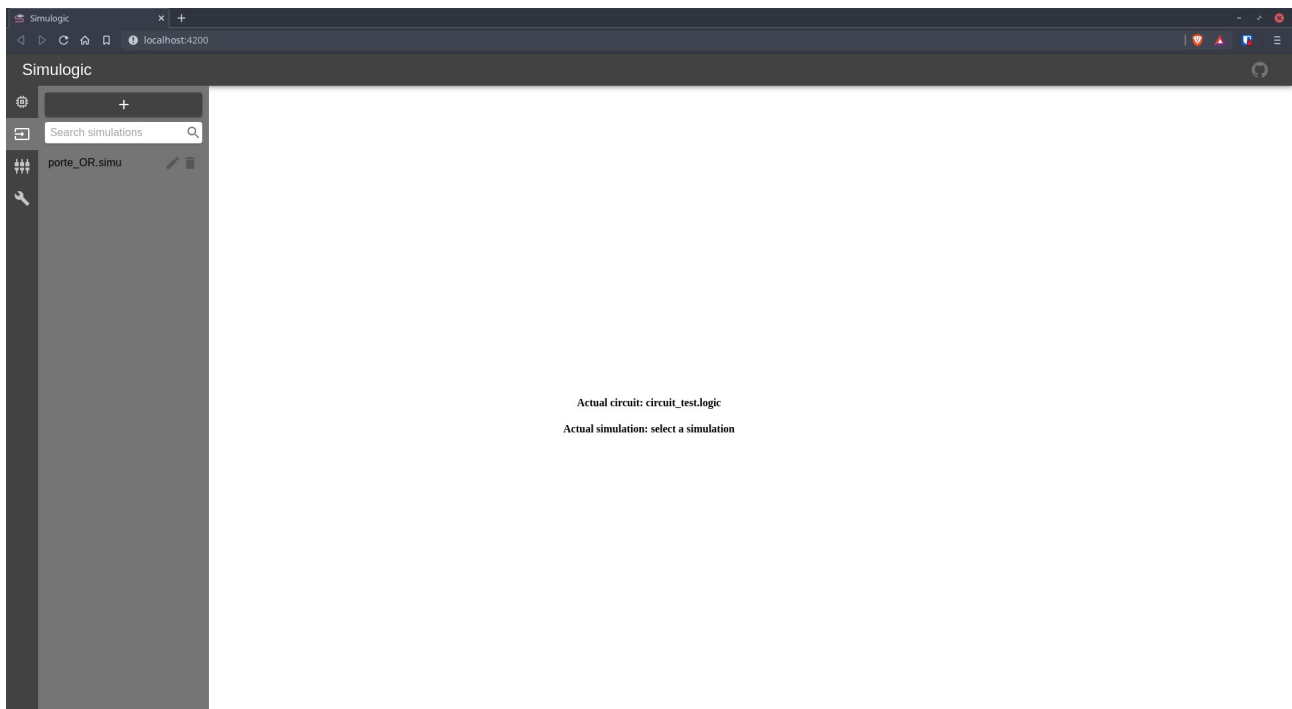 Simulogic
localhost:4200
Simulogic
Search simulations
porte_OR.simu
Actual circuit: circuit_test.logic
Actual simulation: select a simulation